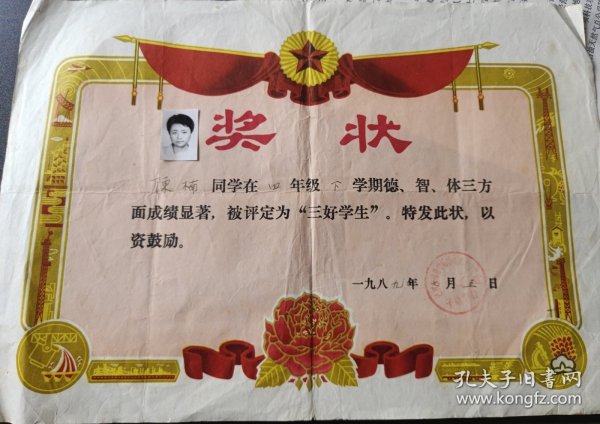 奖状
陈楠 同学在 四 年级 下 学期德、智、体三方
面成绩显著，被评定为“三好学生”。特发此状，以
资鼓励。
一九八九年 月 五 日
孔夫子旧书网
www.kongfz.com